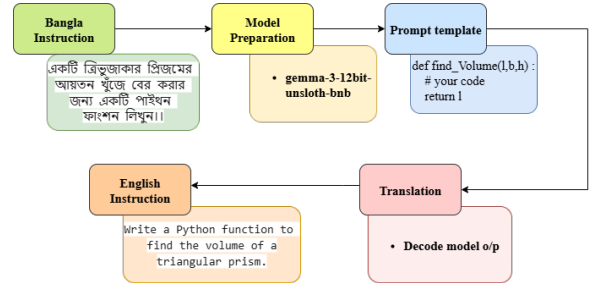 Bangla
Instruction
একটি ত্রিভুজাকার প্রিজমের
আয়তন খুঁজে বের করার
জন্য একটি পাইথন
ফাংশন লিখুন।।
Model
Preparation
• gemma-3-12bit-
unsloth-bnb
Prompt template
def find_Volume(l,b,h) :
# your code
return l
Translation
• Decode model o/p
English
Instruction
Write a Python function to
find the volume of a
triangular prism.